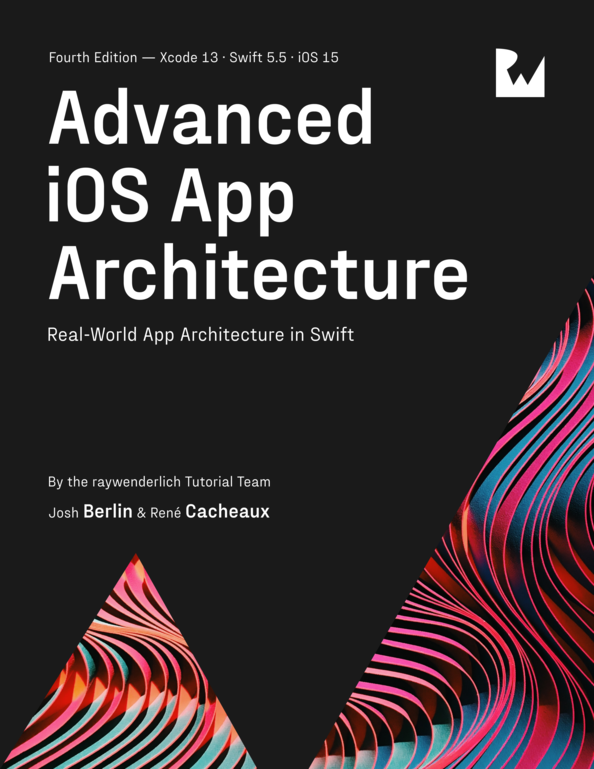 Fourth Edition — Xcode 13 · Swift 5.5 · iOS 15
Advanced
iOS App
Architecture
Real-World App Architecture in Swift
By the raywenderlich Tutorial Team
Josh Berlin & René Cacheaux